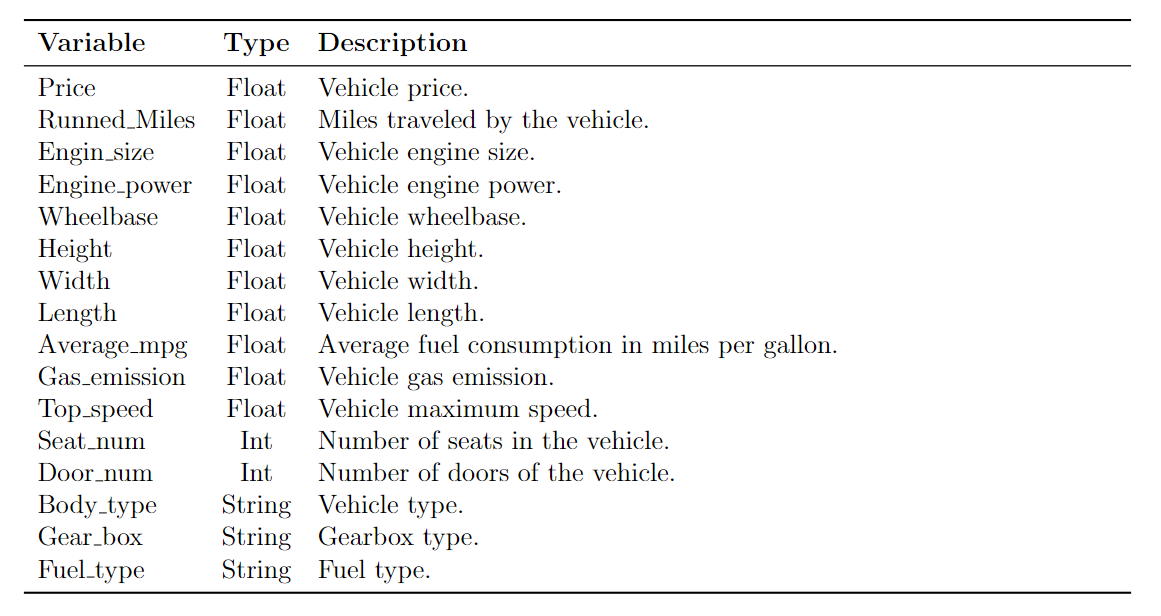 Variable Type Description
Price Float Vehicle price.
Runned_Miles Float Miles traveled by the vehicle.
Engin_size Float Vehicle engine size.
Engine_power Float Vehicle engine power.
Wheelbase Float Vehicle wheelbase.
Height Float Vehicle height.
Width Float Vehicle width.
Length Float Vehicle length.
Average_mpg Float Average fuel consumption in miles per gallon.
Gas_emission Float Vehicle gas emission.
Top_speed Float Vehicle maximum speed.
Seat_num Int Number of seats in the vehicle.
Door_num Int Number of doors of the vehicle.
Body_type String Vehicle type.
Gear_box String Gearbox type.
Fuel_type String Fuel type.